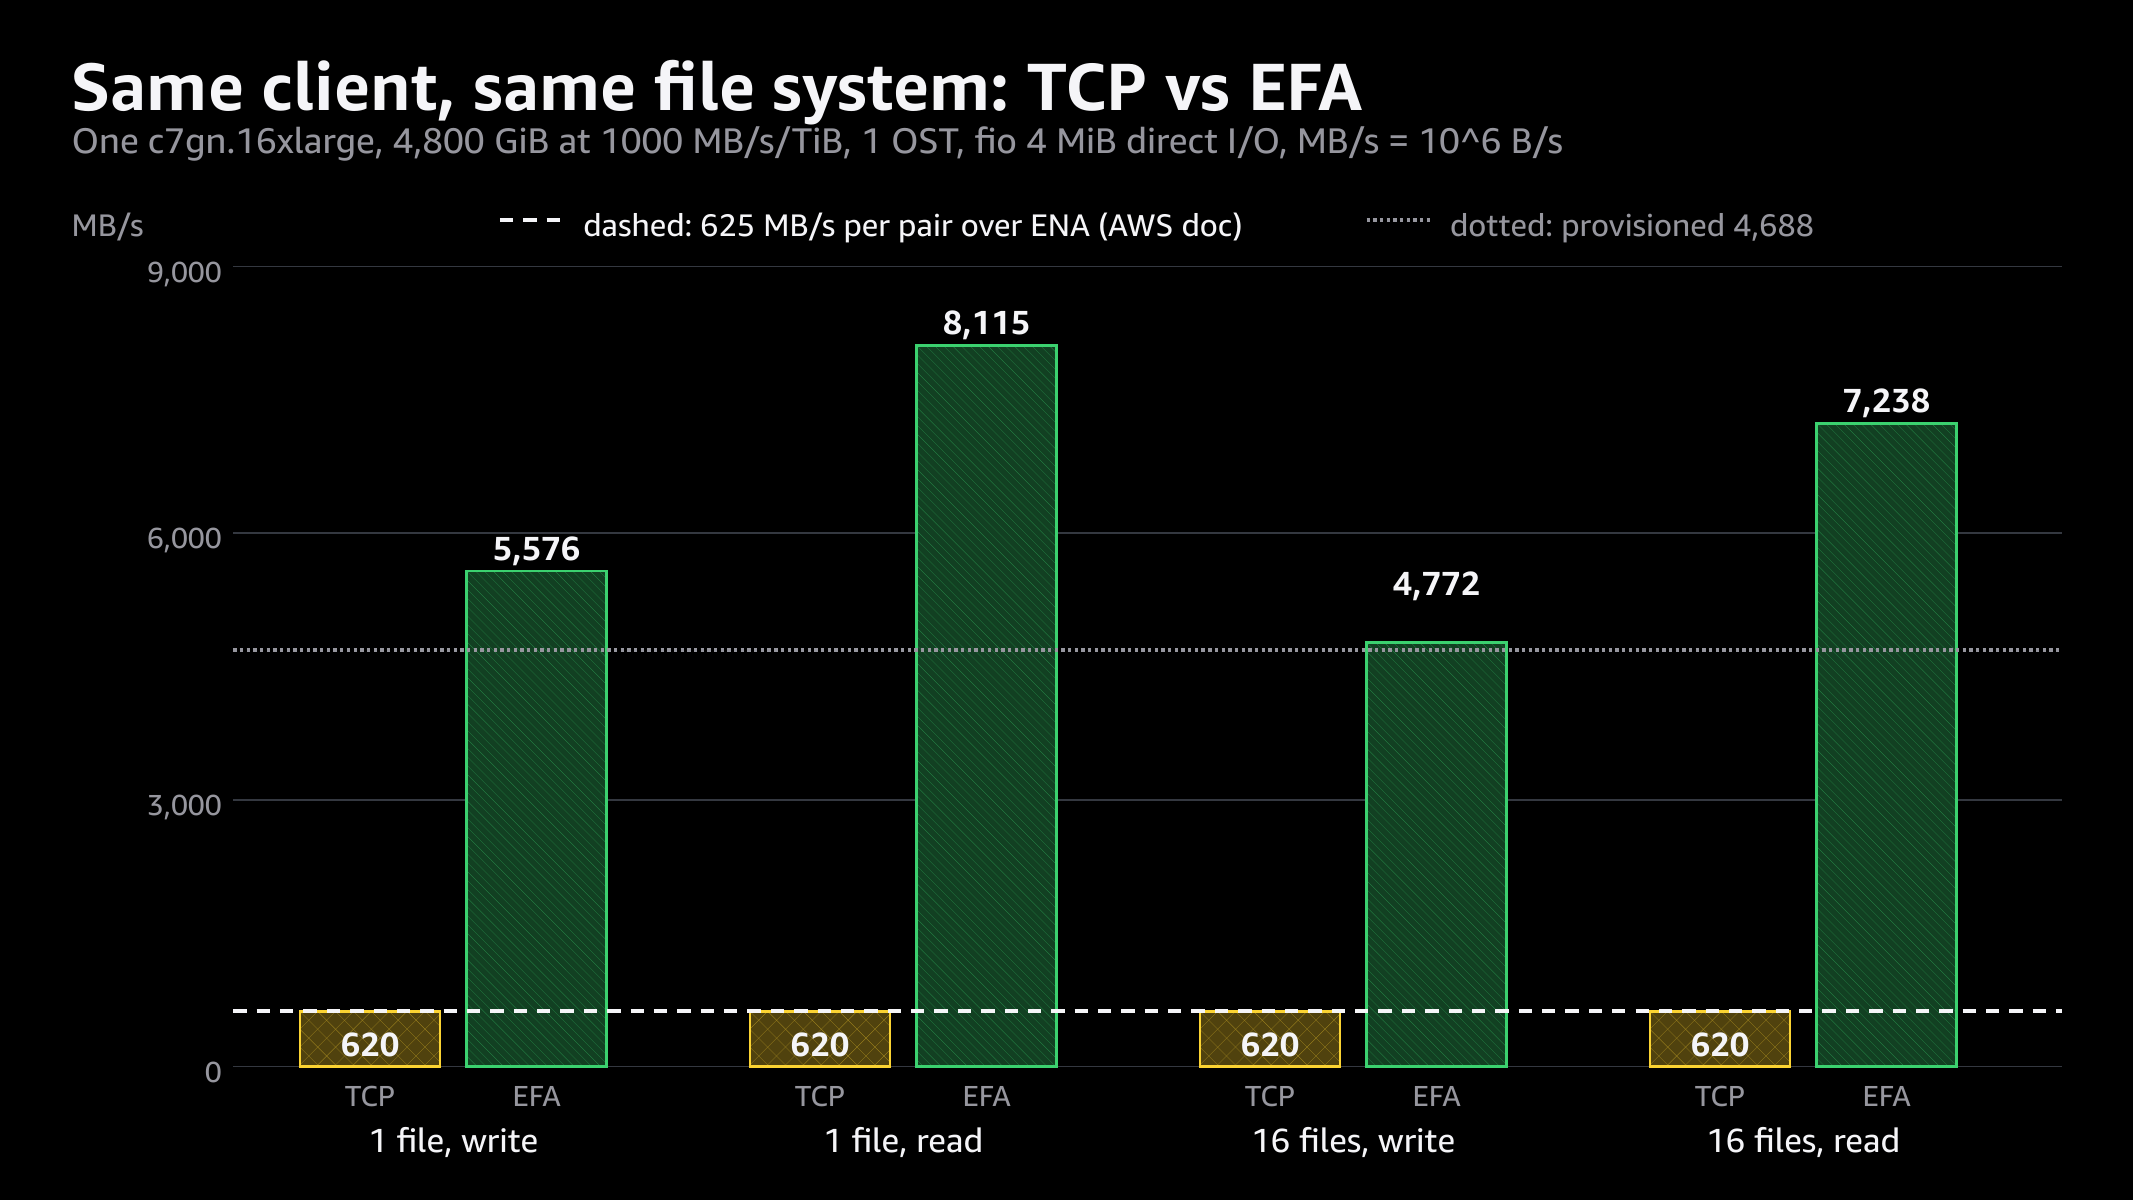 Same client, same file system: TCP vs EFA
One c7gn.16xlarge, 4,800 GiB at 1000 MB/s/TiB, 1 OST, fio 4 MiB direct I/O, MB/s = 10^6 B/s
MB/s
dashed: 625 MB/s per pair over ENA (AWS doc)
dotted: provisioned 4,688
9,000
6,000
3,000
0
620
5,576
620
8,115
620
4,772
620
7,238
TCP EFA TCP EFA TCP EFA TCP EFA
1 file, write
1 file, read
16 files, write
16 files, read